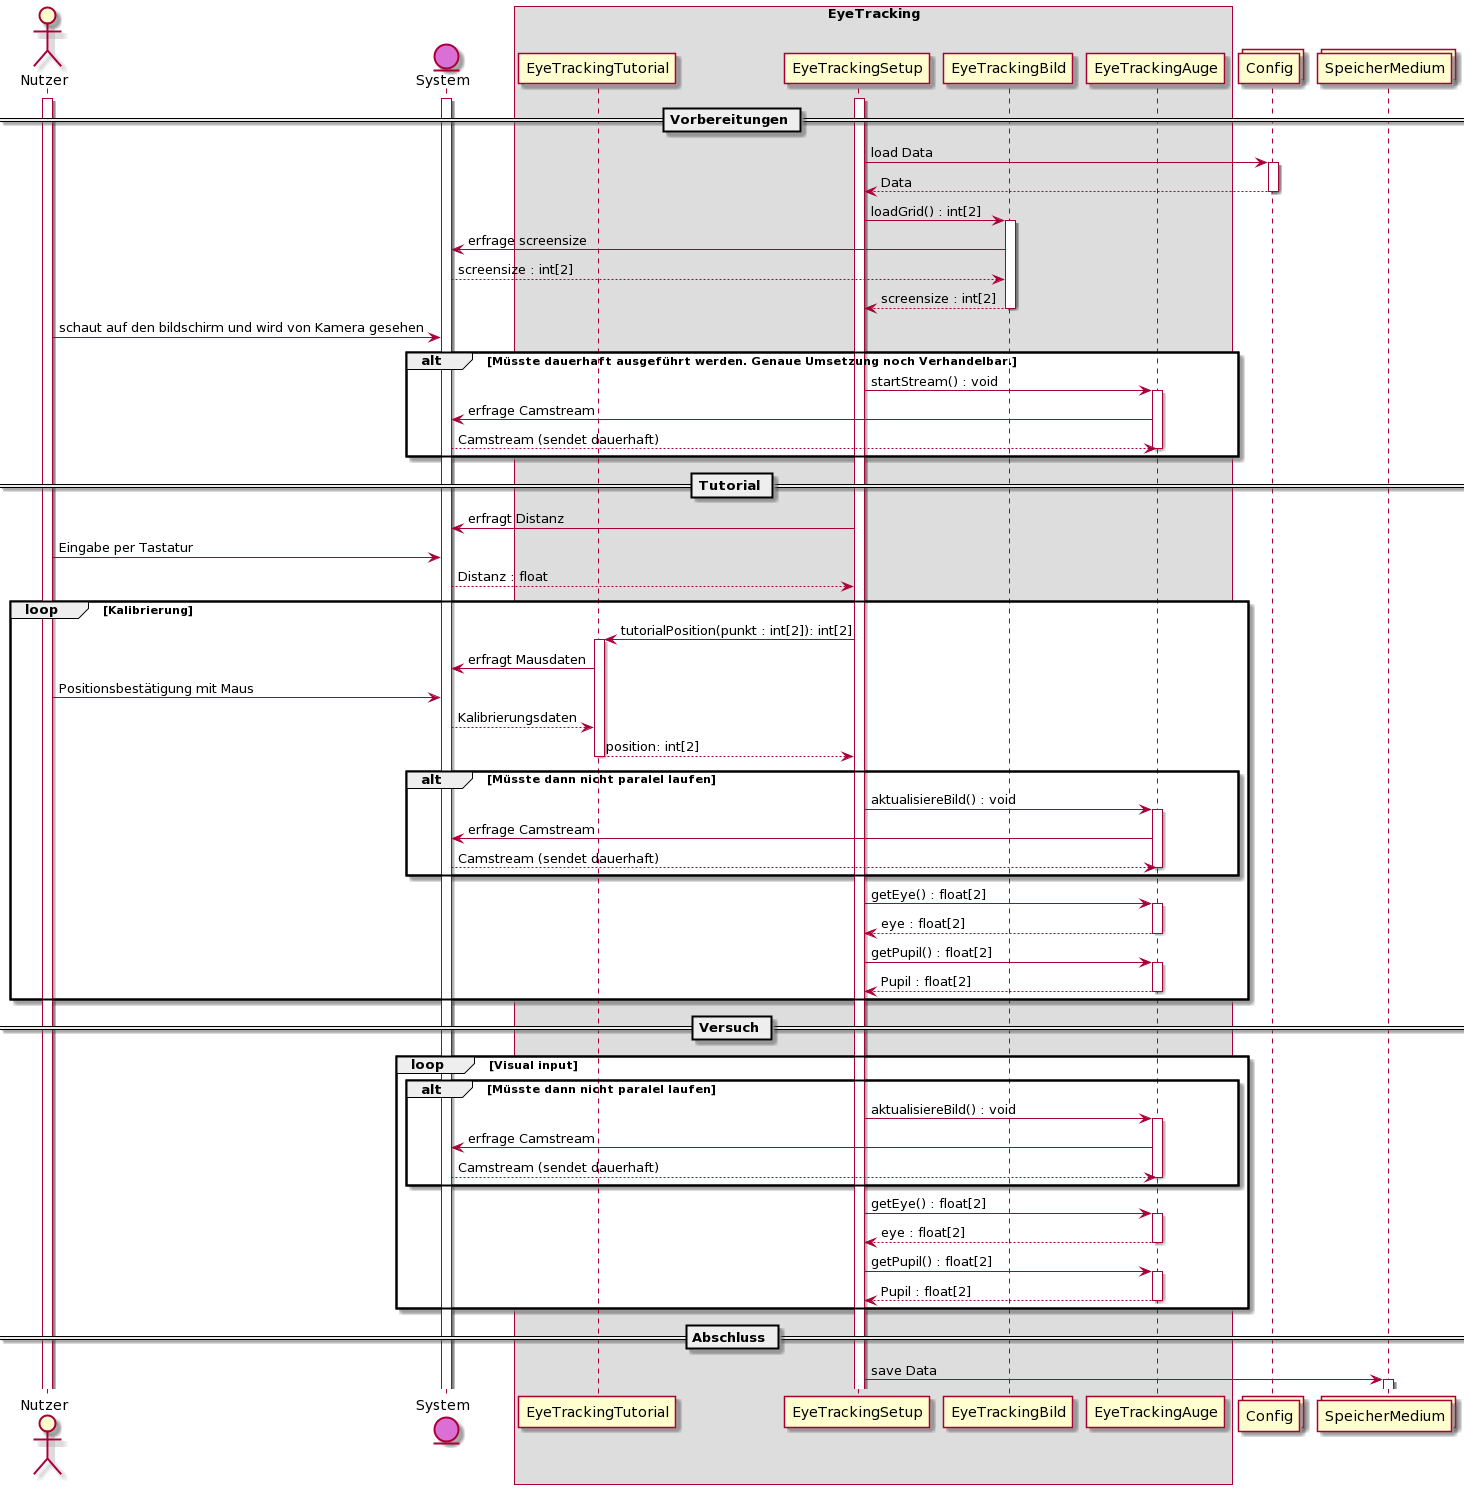 EyeTracking
Nutzer
System
EyeTrackingTutorial
EyeTrackingSetup
EyeTrackingBild
EyeTrackingAuge
Config
SpeicherMedium
Vorbereitungen
load Data
Data
loadGrid() : int[2]
erfrage screensize
screensize : int[2]
screensize : int[2]
schaut auf den bildschirm und wird von Kamera gesehen
alt [Müsste dauerhaft ausgeführt werden. Genaue Umsetzung noch Verhandelbar.]
startStream() : void
erfrage Camstream
Camstream (sendet dauerhaft)
Tutorial
erfragt Distanz
Eingabe per Tastatur
Distanz : float
loop [Kalibrierung]
tutorialPosition(punkt : int[2]): int[2]
erfragt Mausdaten
Positionsbestätigung mit Maus
Kalibrierungsdaten
position: int[2]
alt [Müsste dann nicht paralel laufen]
aktualisiereBild() : void
erfrage Camstream
Camstream (sendet dauerhaft)
getEye() : float[2]
eye : float[2]
getPupil() : float[2]
Pupil : float[2]
Versuch
loop [Visual input]
alt [Müsste dann nicht paralel laufen]
aktualisiereBild() : void
erfrage Camstream
Camstream (sendet dauerhaft)
getEye() : float[2]
eye : float[2]
getPupil() : float[2]
Pupil : float[2]
Abschluss
save Data
Nutzer
System
EyeTrackingTutorial
EyeTrackingSetup
EyeTrackingBild
EyeTrackingAuge
Config
SpeicherMedium